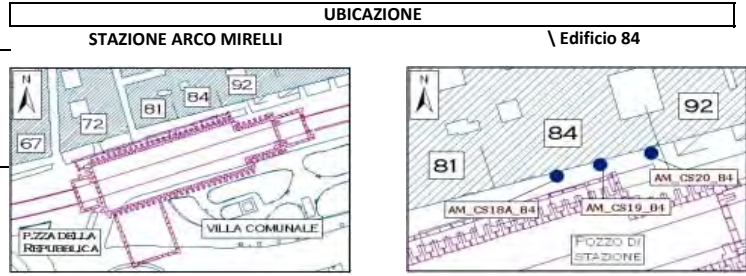 UBICAZIONE
STAZIONE ARCO MIRELLI
\ Edificio 84
N
67
72
81
84
92
P.ZZA DELLA
REPUBBLICA
VILLA COMUNALE
N
81
84
92
AM_CS18A_B4
AM_CS19_B4
AM_CS20_B4
POZZO DI
STAZIONE